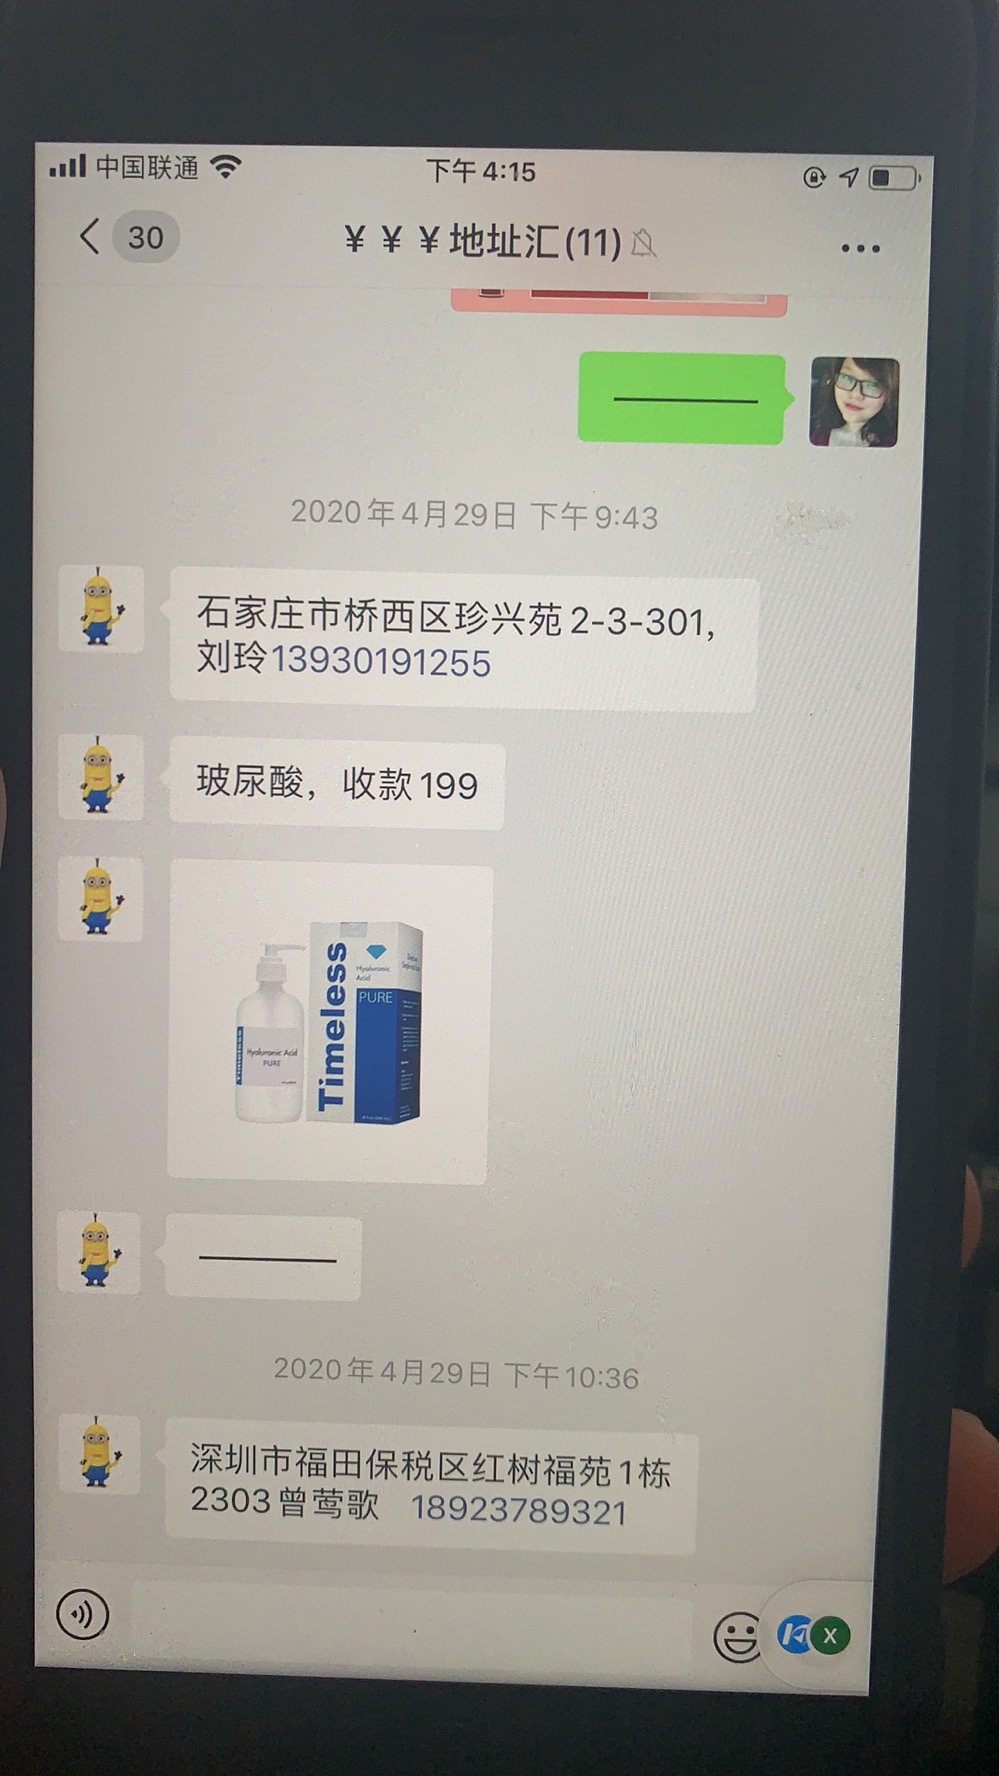 中国联通
下午4:15
30
￥￥￥地址汇(11)
2020年4月29日 下午9:43
石家庄市桥西区珍兴苑2-3-301,
刘玲13930191255
玻尿酸，收款199
Timeless
Hyaluronic
Acid
PURE
Timeless
Hyaluronic Acid
PURE
2020年4月29日 下午10:36
深圳市福田保税区红树福苑1栋
2303曾莺歌 18923789321
X